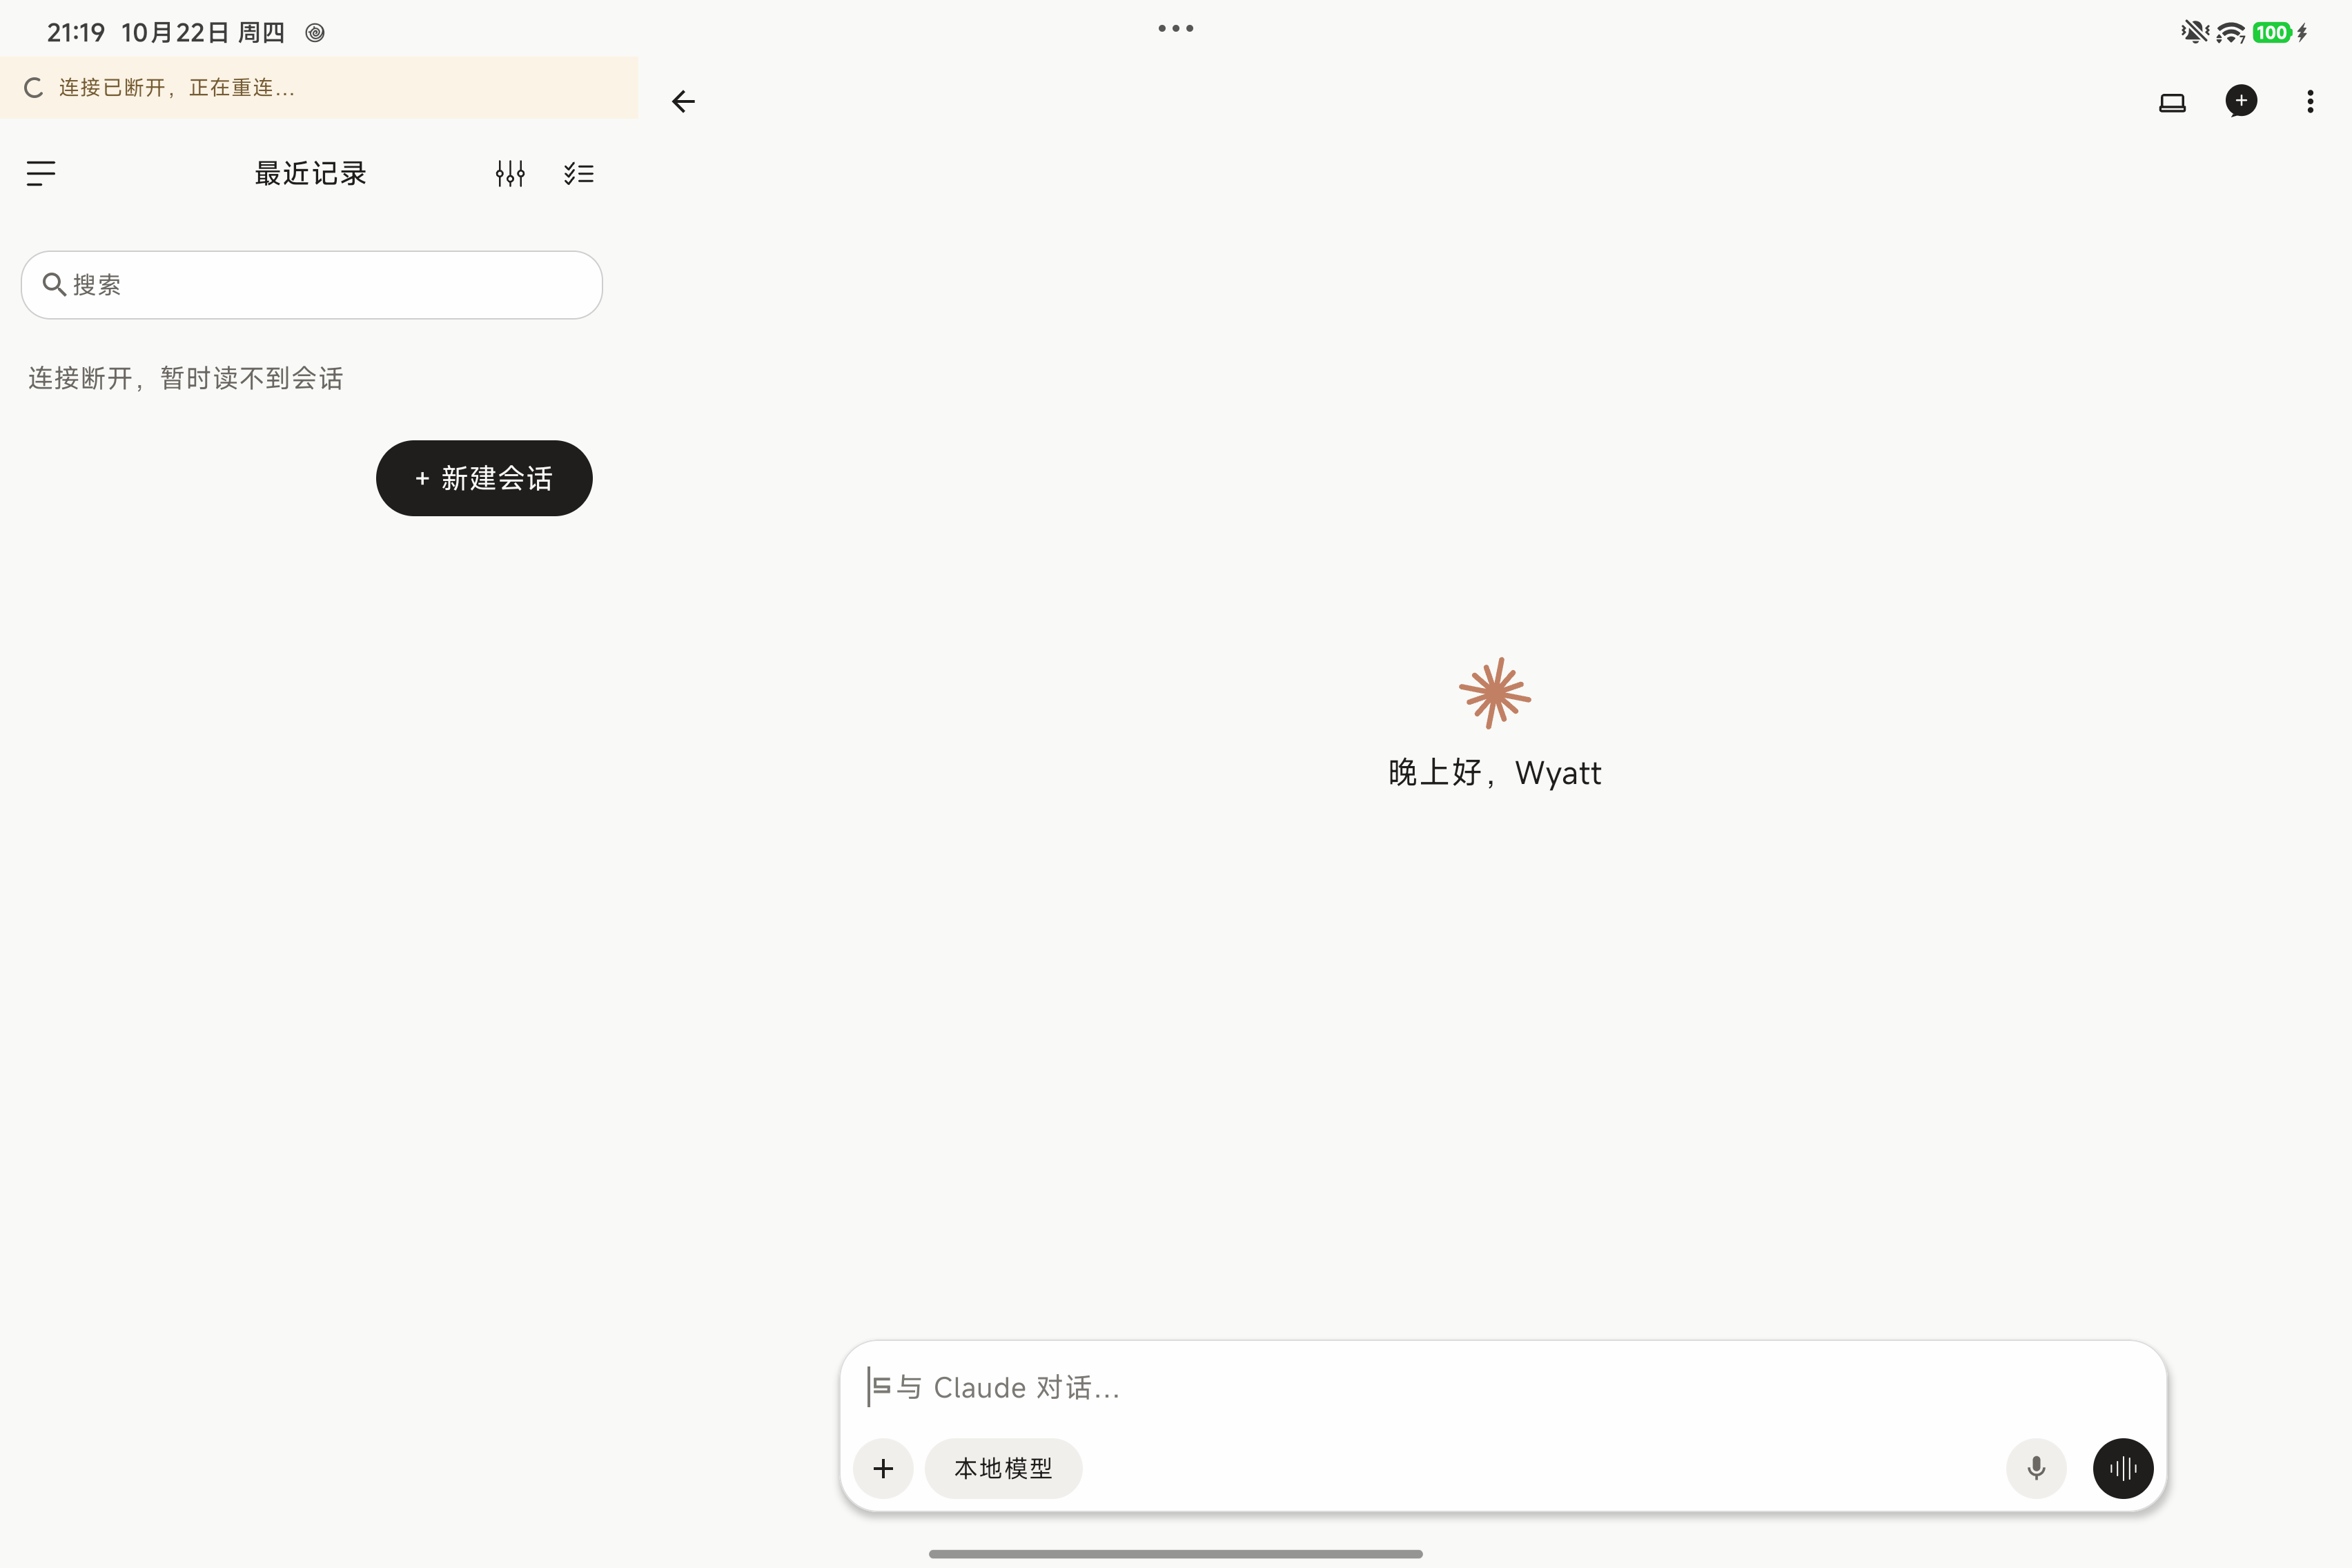 21:19 10月22日 周四
7 100
连接已断开，正在重连...
最近记录
搜索
连接断开，暂时读不到会话
+ 新建会话
晚上好，Wyatt
与 Claude 对话...
本地模型